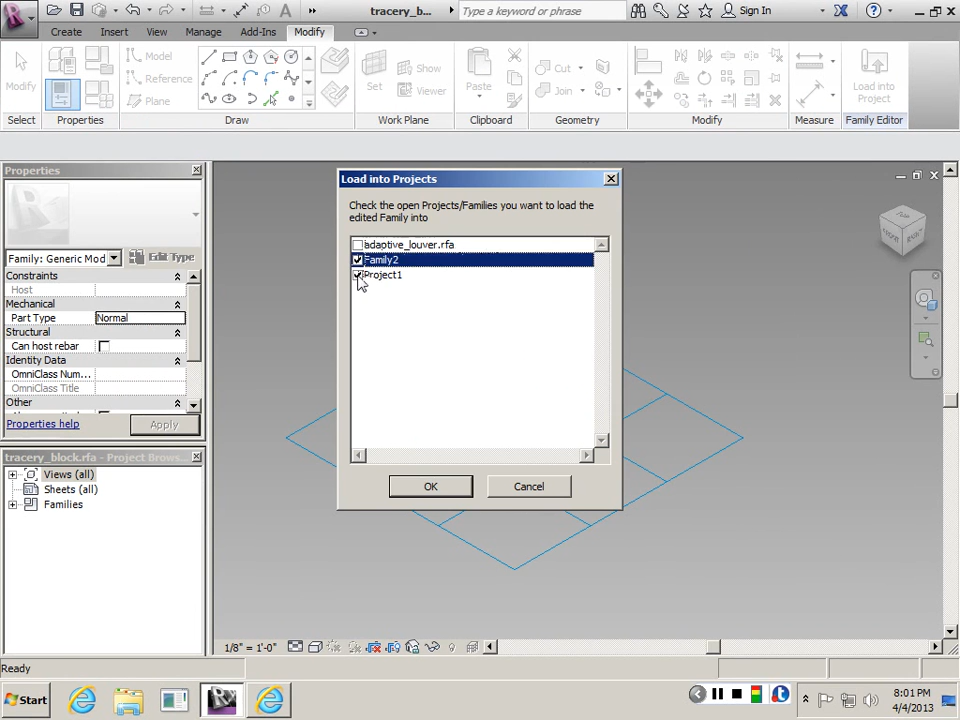 tracery_b...
Type a keyword or phrase
Sign In
Create
Insert
View
Manage
Add-Ins
Modify
Modify
Model
Reference
Plane
Set
Show
Viewer
Paste
Cut
Join
Load into
Project
Select
Properties
Draw
Work Plane
Clipboard
Geometry
Modify
Measure
Family Editor
Properties
Family: Generic Mod
Edit Type
Constraints
Host
Mechanical
Part Type
Normal
Structural
Can host rebar
Identity Data
OmniClass Num...
OmniClass Title
Other
Properties help
Apply
tracery_block.rfa - Project Brows...
Views (all)
Sheets (all)
Families
Load into Projects
Check the open Projects/Families you want to load the
edited Family into
adaptive_louver.rfa
Family2
Project1
OK
Cancel
1/8" = 1'-0"
Ready
Start
8:01 PM
4/4/2013